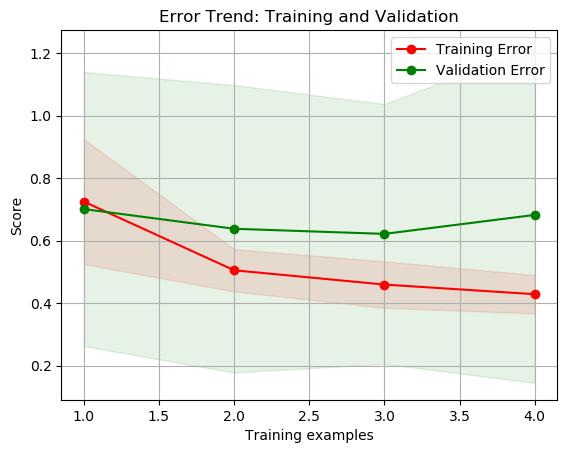 Error Trend: Training and Validation
Training Error
Validation Error
Score
1.2
1.0
0.8
0.6
0.4
0.2
1.0 1.5 2.0 2.5 3.0 3.5 4.0
Training examples